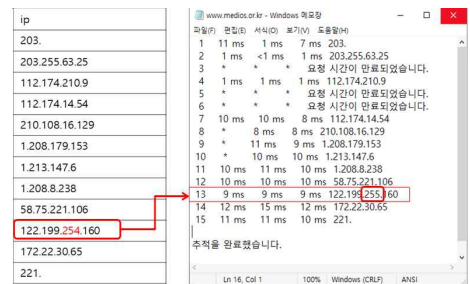 ip
203.
203.255.63.25
112.174.210.9
112.174.14.54
210.108.16.129
1.208.179.153
1.213.147.6
1.208.8.238
58.75.221.106
122.199.254.160
172.22.30.65
221.
www.medios.or.kr - Windows 메모장
파일(F) 편집(E) 서식(O) 보기(V) 도움말(H)
1 11 ms 1 ms 7 ms 203.
2 1 ms <1 ms 1 ms 203.255.63.25
3 * * * 요청 시간이 만료되었습니다.
4 1 ms 1 ms 1 ms 112.174.210.9
5 * * * 요청 시간이 만료되었습니다.
6 * * * 요청 시간이 만료되었습니다.
7 10 ms 10 ms 8 ms 112.174.14.54
8 * 8 ms 8 ms 210.108.16.129
9 * 11 ms 9 ms 1.208.179.153
10 * 10 ms 10 ms 1.213.147.6
11 10 ms 11 ms 10 ms 1.208.8.238
12 10 ms 10 ms 10 ms 58.75.221.106
13 9 ms 9 ms 9 ms 122.199.255.160
14 12 ms 15 ms 12 ms 172.22.30.65
15 11 ms 11 ms 10 ms 221.
추적을 완료했습니다.
Ln 16, Col 1 100% Windows (CRLF) ANSI